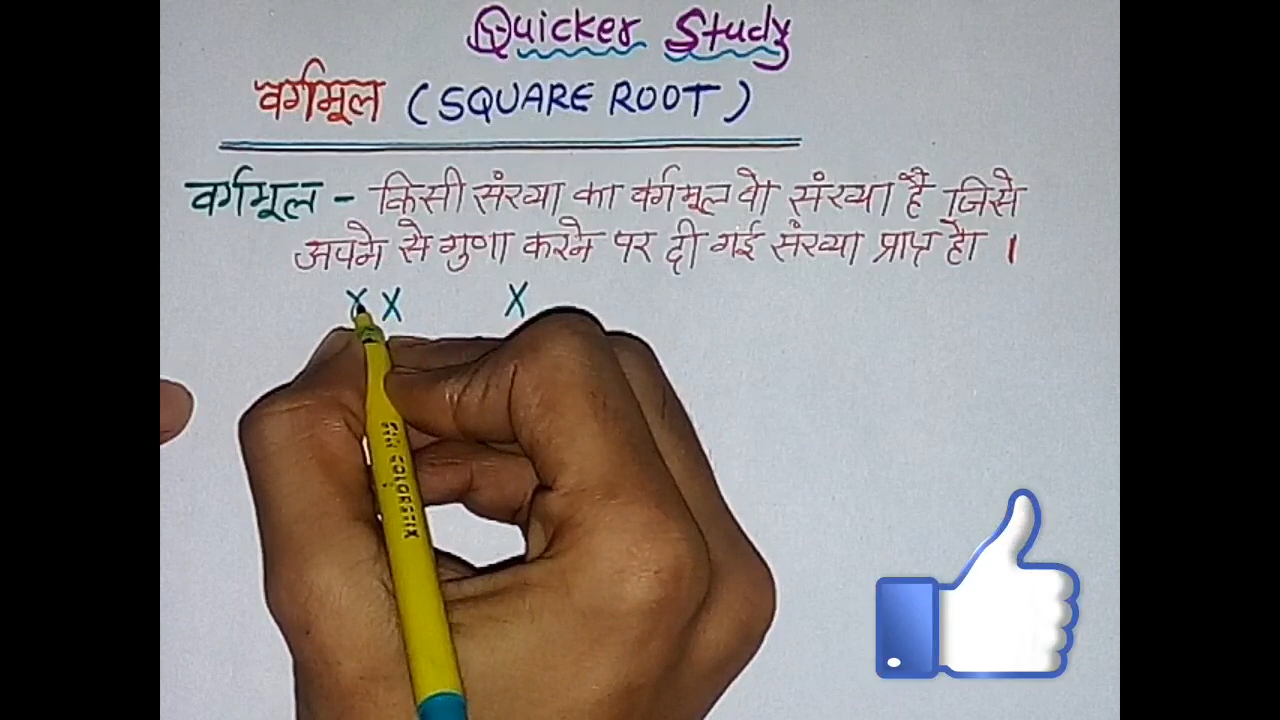 Quicker Study
वर्गमूल (SQUARE ROOT)
वर्गमूल - किसी संख्या का वर्गमूल वो संख्या है जिसे
अपने से गुणा करने पर दी गई संख्या प्राप्त हो ।
X X X